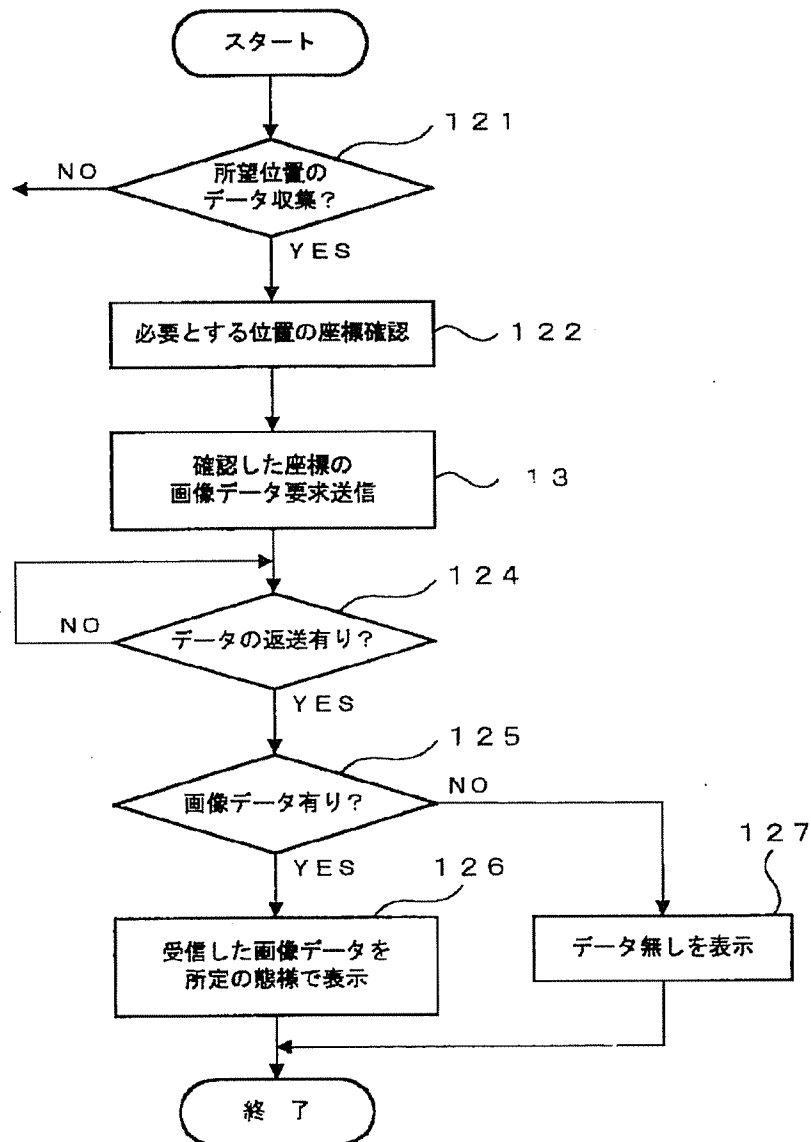 スタート
121
所望位置の
データ収集?
NO
YES
必要とする位置の座標確認
122
確認した座標の
画像データ要求送信
13
124
データの返送有り?
NO
YES
125
画像データ有り?
NO
YES
126
127
受信した画像データを
所定の態様で表示
データ無しを表示
終 了